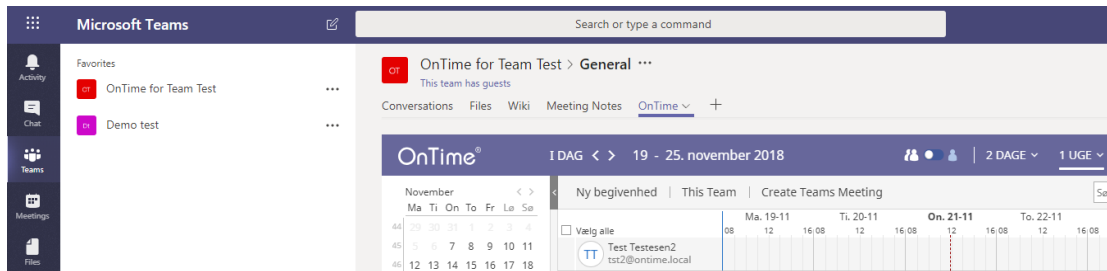 Microsoft Teams
Search or type a command
Activity
Chat
Teams
Meetings
Files
Favorites
OT
OnTime for Team Test
...
Dt
Demo test
...
OT
OnTime for Team Test > General ...
This team has guests
Conversations Files Wiki Meeting Notes OnTime +
OnTime® I DAG < > 19 - 25. november 2018 2 DAGE 1 UGE
November < >
Ma Ti On To Fr Lø Sø
44 29 30 31 1 2 3 4
45 5 6 7 8 9 10 11
46 12 13 14 15 16 17 18
< Ny begivenhed | This Team | Create Teams Meeting
Ma. 19-11 Ti. 20-11 On. 21-11 To. 22-11
Vælg alle 08 12 16 08 12 16 08 12 16 08 12 16 08
TT
Test Testesen2
tst2@ontime.local